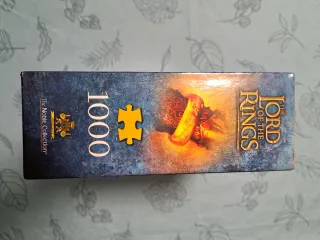 THE
LORD
OF THE
RINGS
1000
The Noble Collection